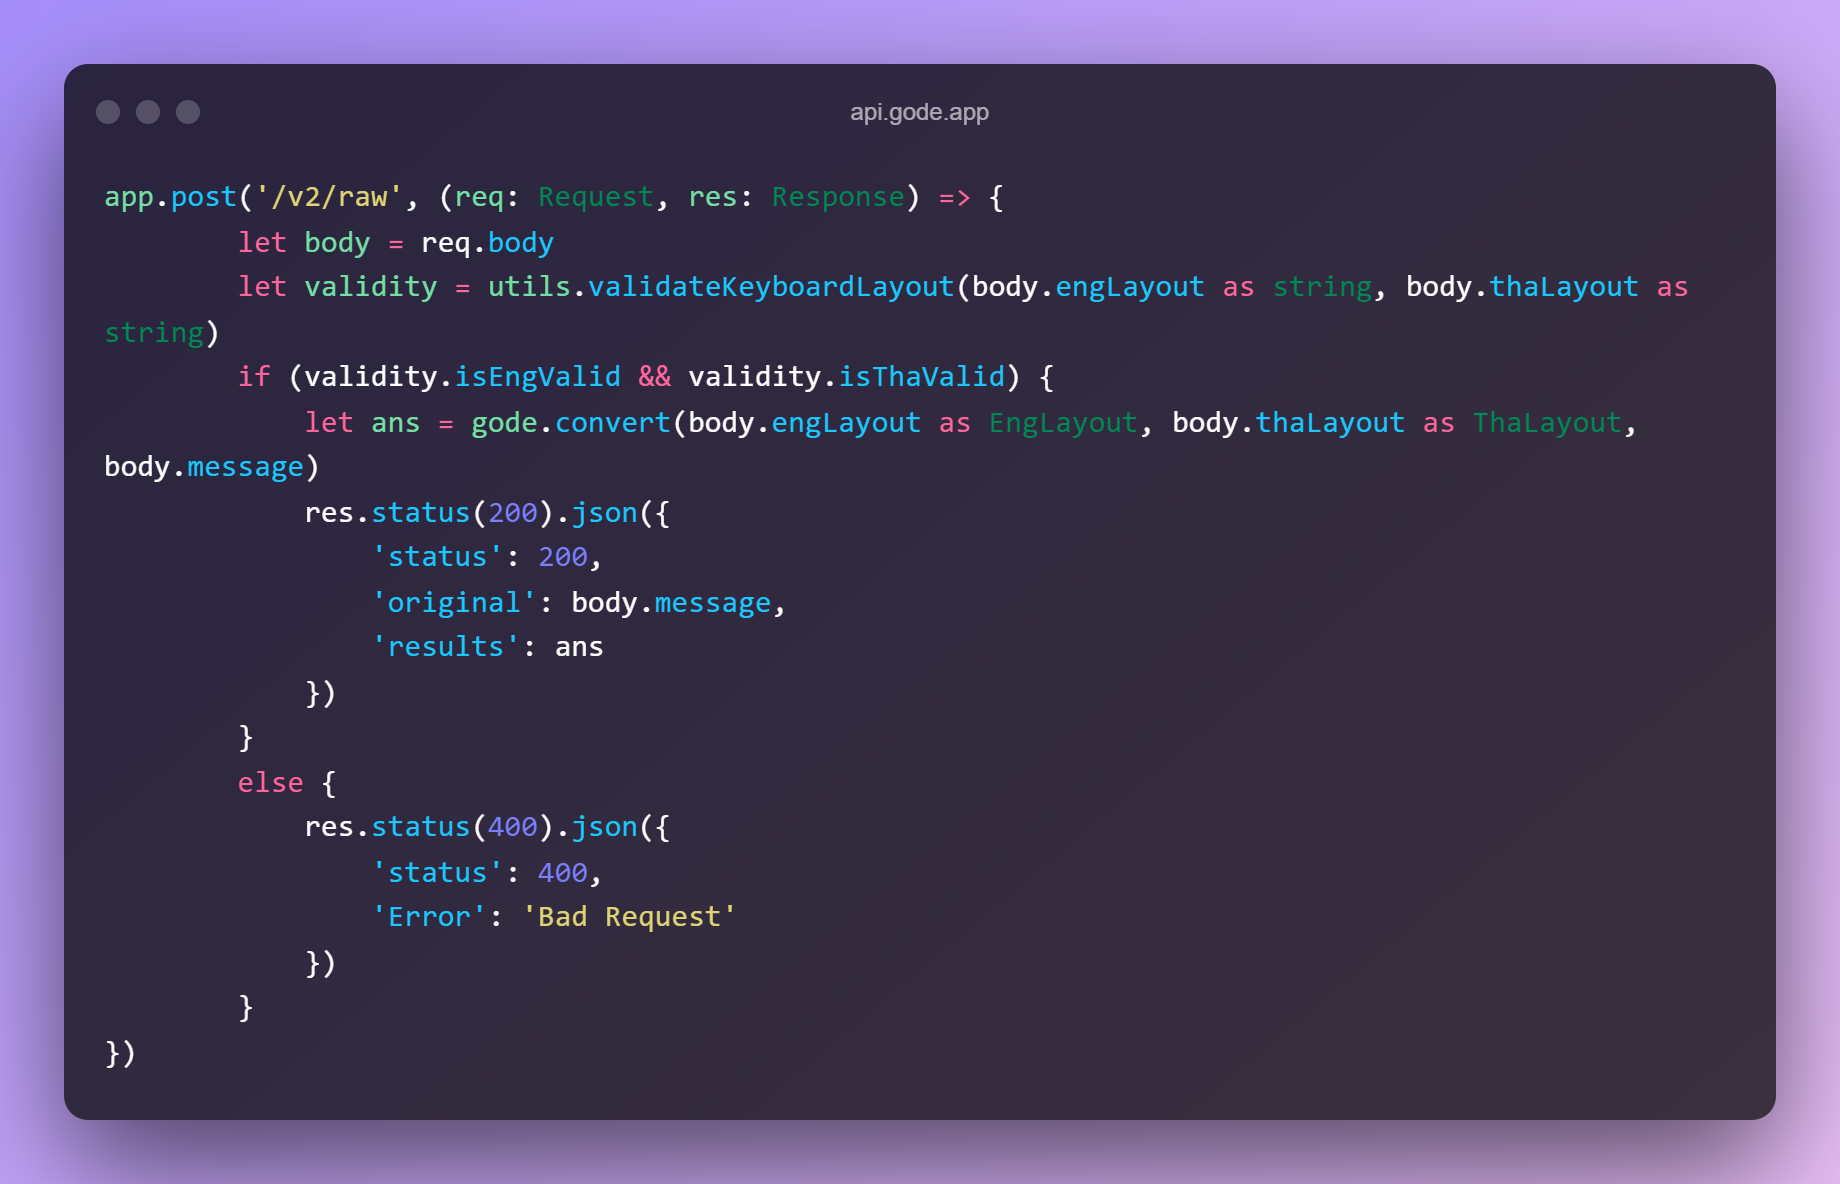 api.gode.app
app.post('/v2/raw', (req: Request, res: Response) => {
        let body = req.body
        let validity = utils.validateKeyboardLayout(body.engLayout as string, body.thaLayout as
string)
        if (validity.isEngValid && validity.isThaValid) {
            let ans = gode.convert(body.engLayout as EngLayout, body.thaLayout as ThaLayout,
body.message)
            res.status(200).json({
                'status': 200,
                'original': body.message,
                'results': ans
            })
        }
        else {
            res.status(400).json({
                'status': 400,
                'Error': 'Bad Request'
            })
        }
})